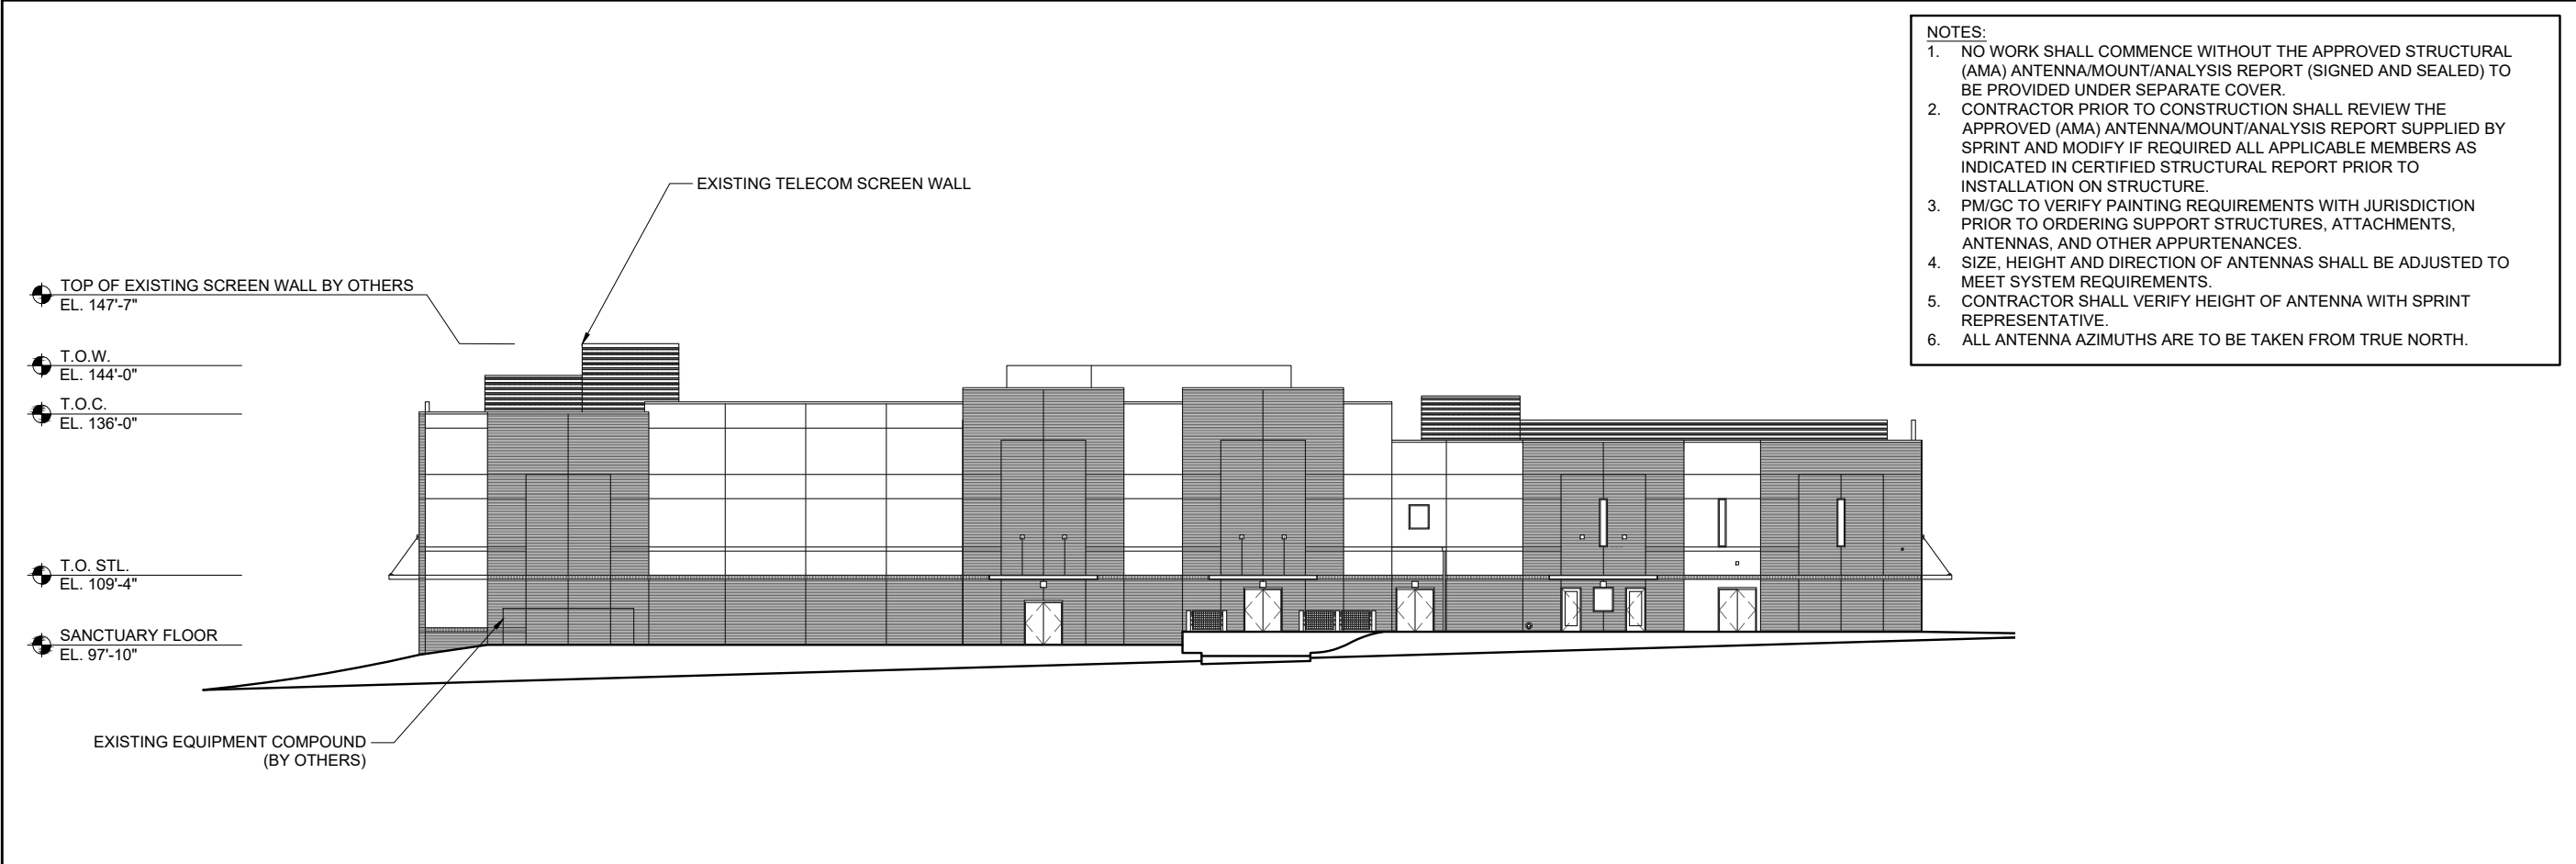 NOTES:
1. NO WORK SHALL COMMENCE WITHOUT THE APPROVED STRUCTURAL
(AMA) ANTENNA/MOUNT/ANALYSIS REPORT (SIGNED AND SEALED) TO
BE PROVIDED UNDER SEPARATE COVER.
2. CONTRACTOR PRIOR TO CONSTRUCTION SHALL REVIEW THE
APPROVED (AMA) ANTENNA/MOUNT/ANALYSIS REPORT SUPPLIED BY
SPRINT AND MODIFY IF REQUIRED ALL APPLICABLE MEMBERS AS
INDICATED IN CERTIFIED STRUCTURAL REPORT PRIOR TO
INSTALLATION ON STRUCTURE.
3. PM/GC TO VERIFY PAINTING REQUIREMENTS WITH JURISDICTION
PRIOR TO ORDERING SUPPORT STRUCTURES, ATTACHMENTS,
ANTENNAS, AND OTHER APPURTENANCES.
4. SIZE, HEIGHT AND DIRECTION OF ANTENNAS SHALL BE ADJUSTED TO
MEET SYSTEM REQUIREMENTS.
5. CONTRACTOR SHALL VERIFY HEIGHT OF ANTENNA WITH SPRINT
REPRESENTATIVE.
6. ALL ANTENNA AZIMUTHS ARE TO BE TAKEN FROM TRUE NORTH.
EXISTING TELECOM SCREEN WALL
TOP OF EXISTING SCREEN WALL BY OTHERS
EL. 147'-7"
T.O.W.
EL. 144'-0"
T.O.C.
EL. 136'-0"
T.O. STL.
EL. 109'-4"
SANCTUARY FLOOR
EL. 97'-10"
EXISTING EQUIPMENT COMPOUND
(BY OTHERS)